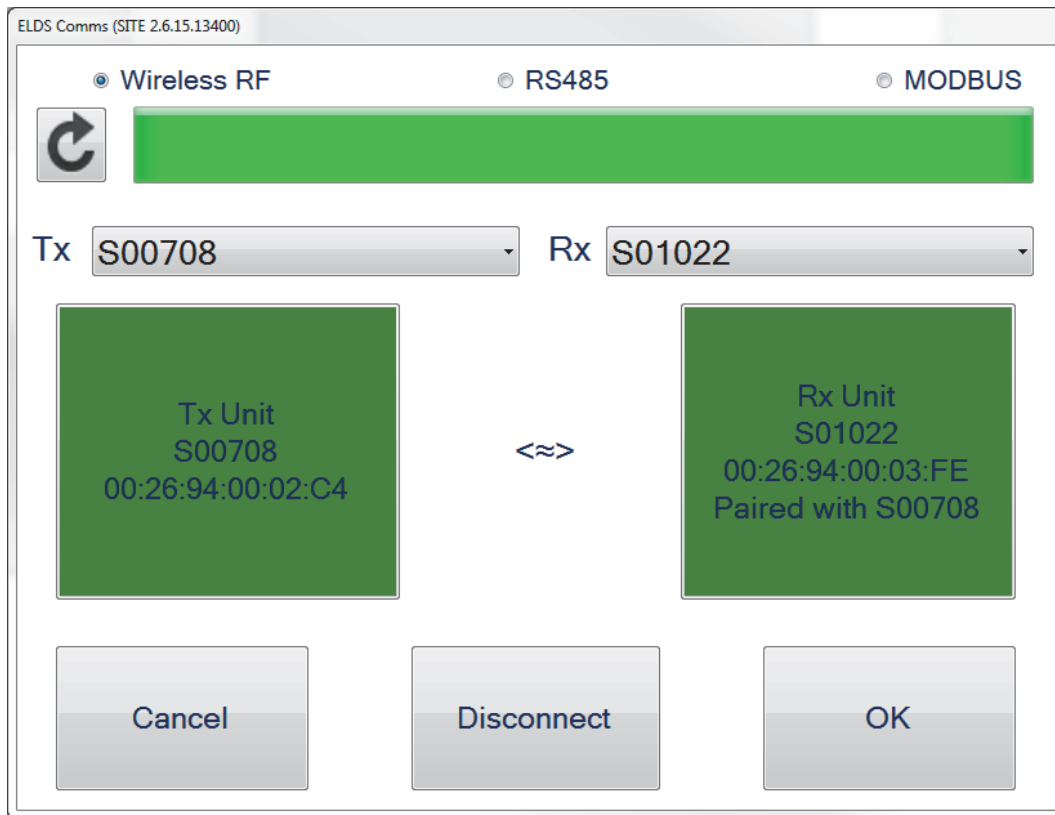 ELDS Comms (SITE 2.6.15.13400)
Wireless RF
RS485
MODBUS
Tx
S00708
Rx
S01022
Tx Unit
S00708
00:26:94:00:02:C4
<≈>
Rx Unit
S01022
00:26:94:00:03:FE
Paired with S00708
Cancel
Disconnect
OK